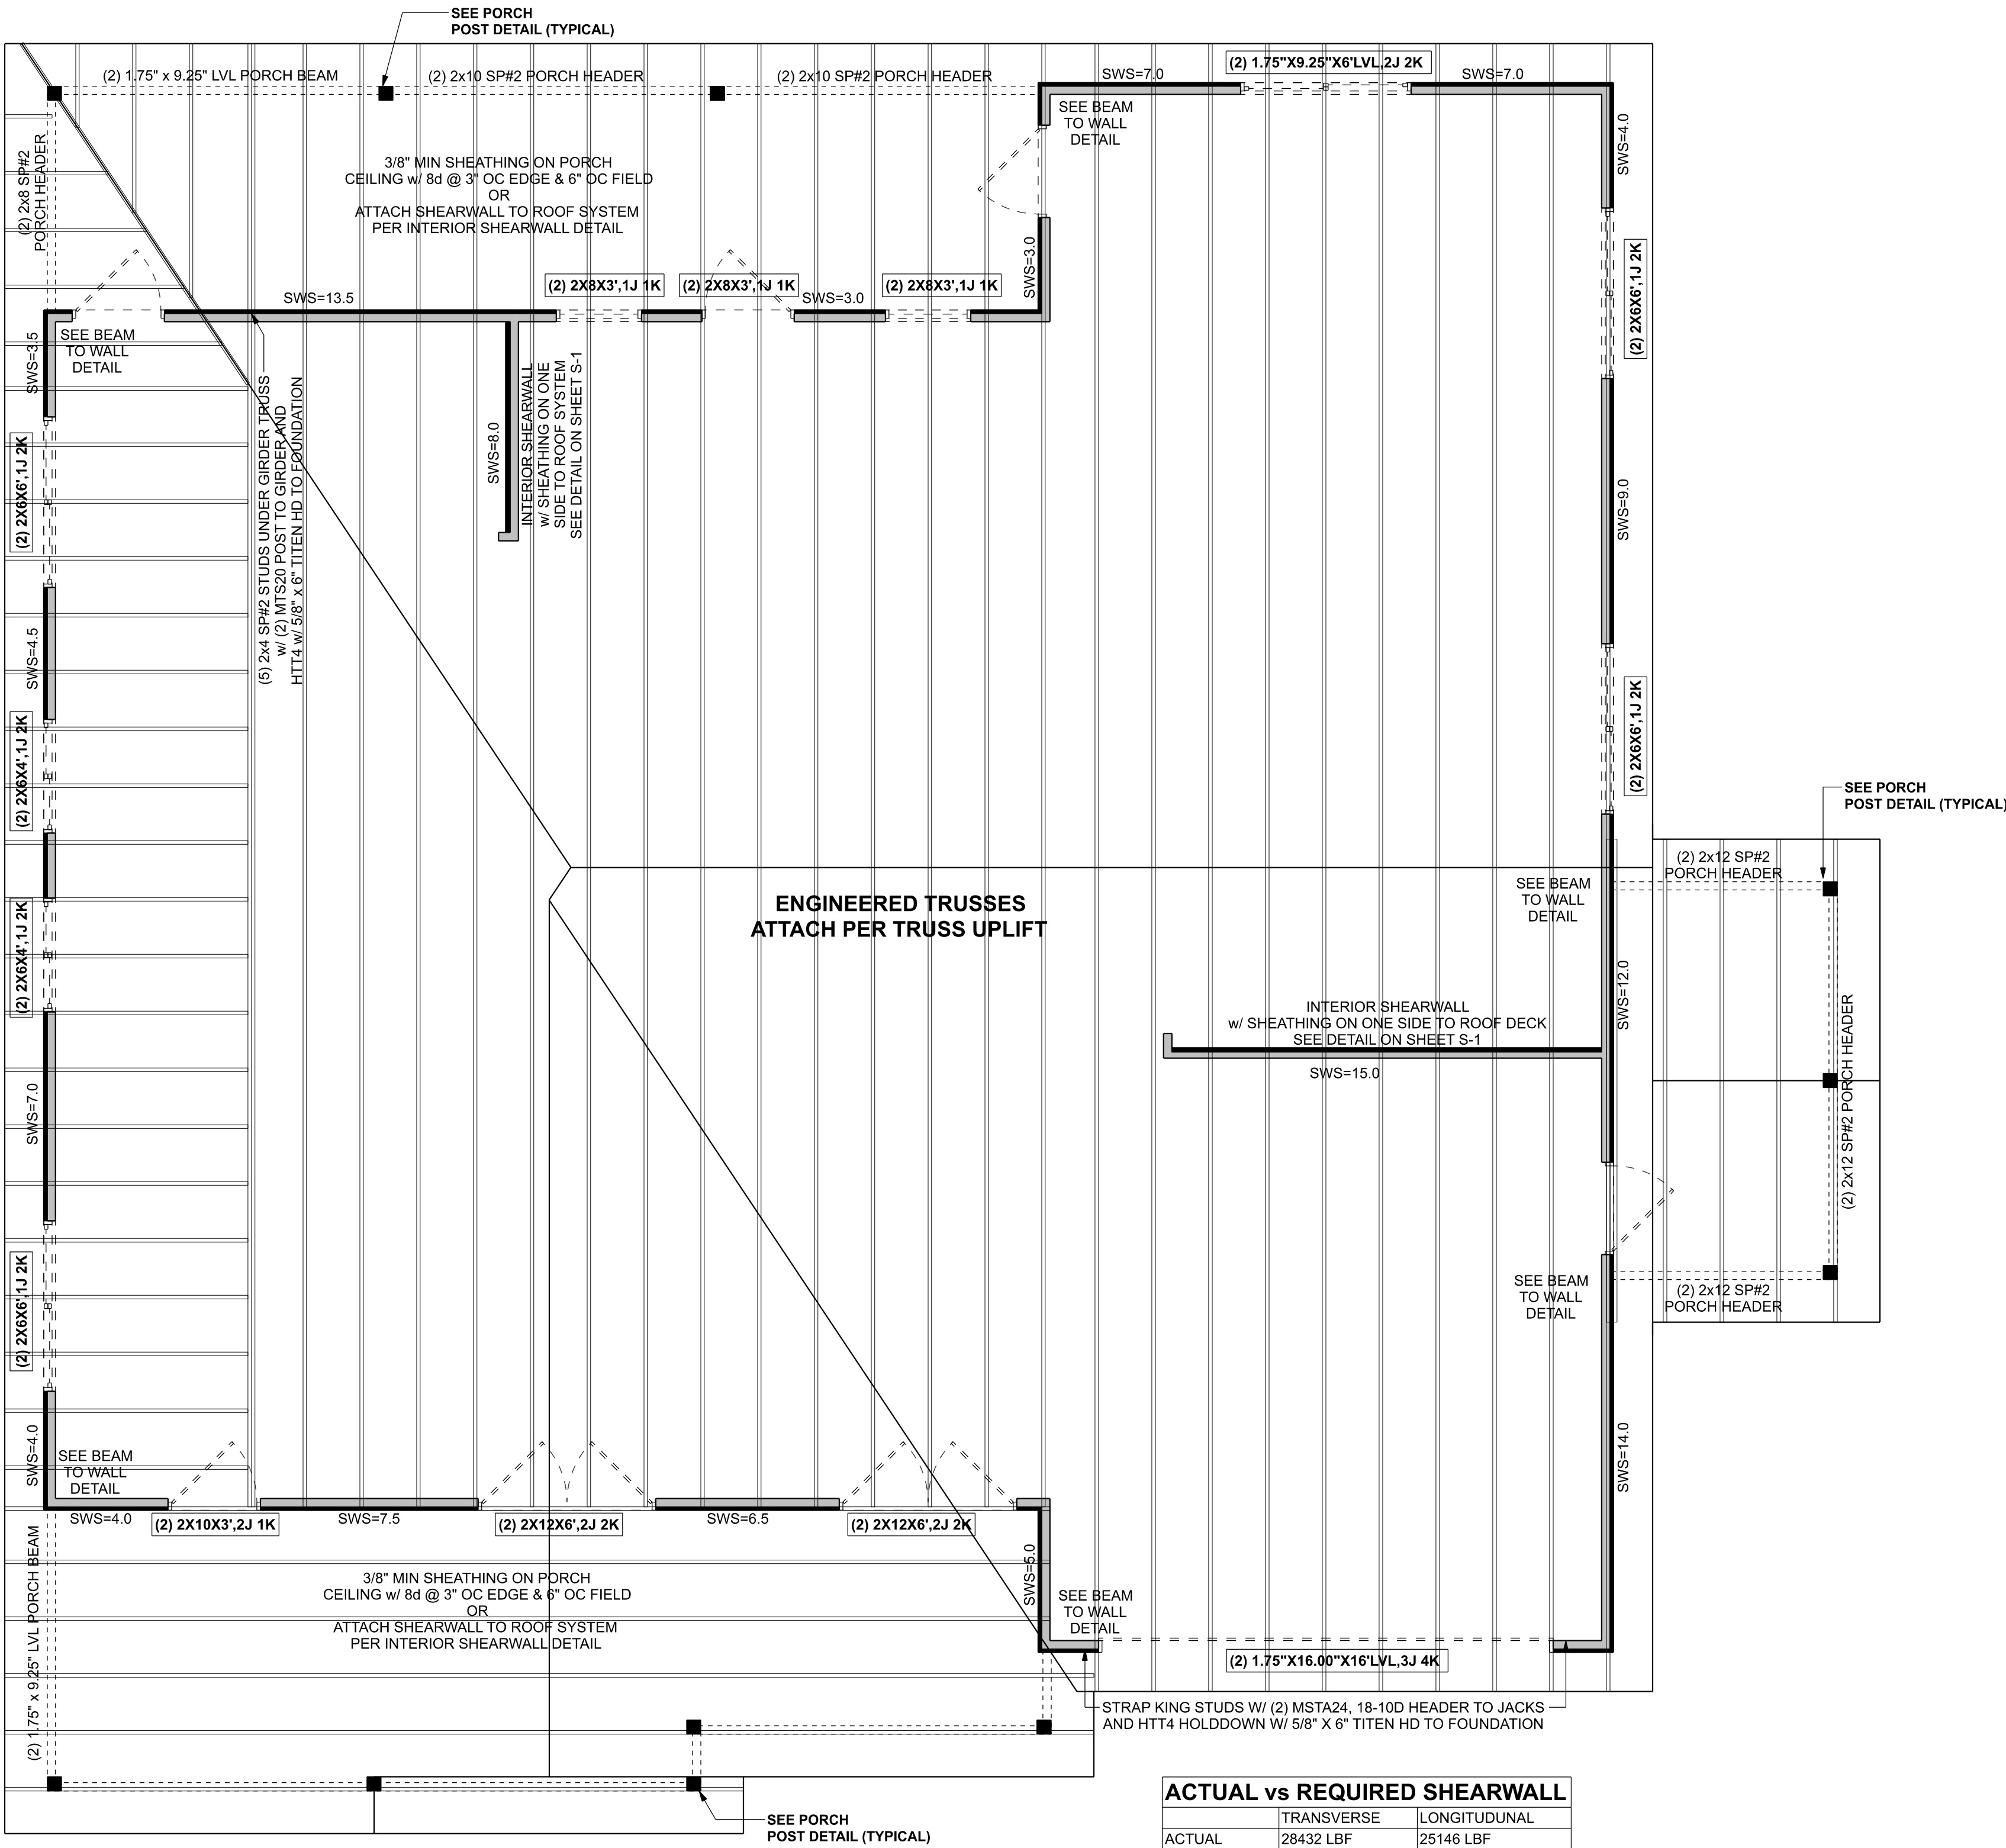 SEE PORCH
POST DETAIL (TYPICAL)
(2) 1.75" x 9.25" LVL PORCH BEAM
(2) 2x10 SP#2 PORCH HEADER
(2) 2x10 SP#2 PORCH HEADER
SWS=7.0
(2) 1.75"X9.25"X6'LVL,2J 2K
SWS=7.0
SEE BEAM
TO WALL
DETAIL
SWS=4.0
(2) 2x8 SP#2
PORCH HEADER
3/8" MIN SHEATHING ON PORCH
CEILING w/ 8d @ 3" OC EDGE & 6" OC FIELD
OR
ATTACH SHEARWALL TO ROOF SYSTEM
PER INTERIOR SHEARWALL DETAIL
SWS=3.0
(2) 2X6X6',1J 2K
SWS=13.5
(2) 2X8X3',1J 1K
(2) 2X8X3',1J 1K
SWS=3.0
(2) 2X8X3',1J 1K
SWS=3.5
SEE BEAM
TO WALL
DETAIL
(5) 2x4 SP#2 STUDS UNDER GIRDER TRUSS
w/ (2) MTS20 POST TO GIRDER AND
HTT4 w/ 5/8" x 6" TITEN HD TO FOUNDATION
SWS=8.0
INTERIOR SHEARWALL
w/ SHEATHING ON ONE
SIDE TO ROOF SYSTEM
SEE DETAIL ON SHEET S-1
(2) 2X6X6',1J 2K
SWS=9.0
SWS=4.5
(2) 2X6X6',1J 2K
(2) 2X6X4',1J 2K
SEE PORCH
POST DETAIL (TYPICAL)
(2) 2x12 SP#2
PORCH HEADER
SEE BEAM
TO WALL
DETAIL
ENGINEERED TRUSSES
ATTACH PER TRUSS UPLIFT
(2) 2X6X4',1J 2K
SWS=12.0
INTERIOR SHEARWALL
w/ SHEATHING ON ONE SIDE TO ROOF DECK
SEE DETAIL ON SHEET S-1
SWS=15.0
(2) 2x12 SP#2 PORCH HEADER
SWS=7.0
SEE BEAM
TO WALL
DETAIL
(2) 2x12 SP#2
PORCH HEADER
(2) 2X6X6',1J 2K
SWS=4.0
SEE BEAM
TO WALL
DETAIL
SWS=14.0
SWS=4.0
(2) 2X10X3',2J 1K
SWS=7.5
(2) 2X12X6',2J 2K
SWS=6.5
(2) 2X12X6',2J 2K
(2) 1.75" x 9.25" LVL PORCH BEAM
3/8" MIN SHEATHING ON PORCH
CEILING w/ 8d @ 3" OC EDGE & 6" OC FIELD
OR
ATTACH SHEARWALL TO ROOF SYSTEM
PER INTERIOR SHEARWALL DETAIL
SWS=5.0
SEE BEAM
TO WALL
DETAIL
(2) 1.75"X16.00"X16'LVL,3J 4K
STRAP KING STUDS W/ (2) MSTA24, 18-10D HEADER TO JACKS
AND HTT4 HOLDDOWN W/ 5/8" X 6" TITEN HD TO FOUNDATION
SEE PORCH
POST DETAIL (TYPICAL)
ACTUAL vs REQUIRED SHEARWALL
TRANSVERSE LONGITUDUNAL
ACTUAL 28432 LBF 25146 LBF